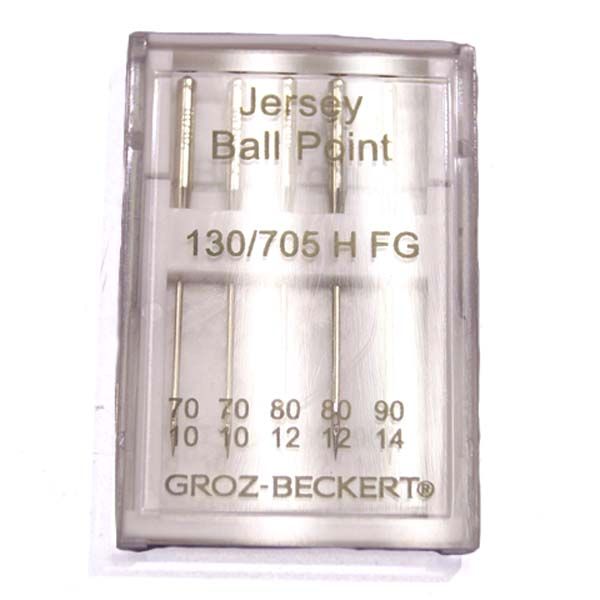 Jersey
Ball Point
130/705 H FG
70 70 80 80 90
10 10 12 12 14
GROZ-BECKERT®